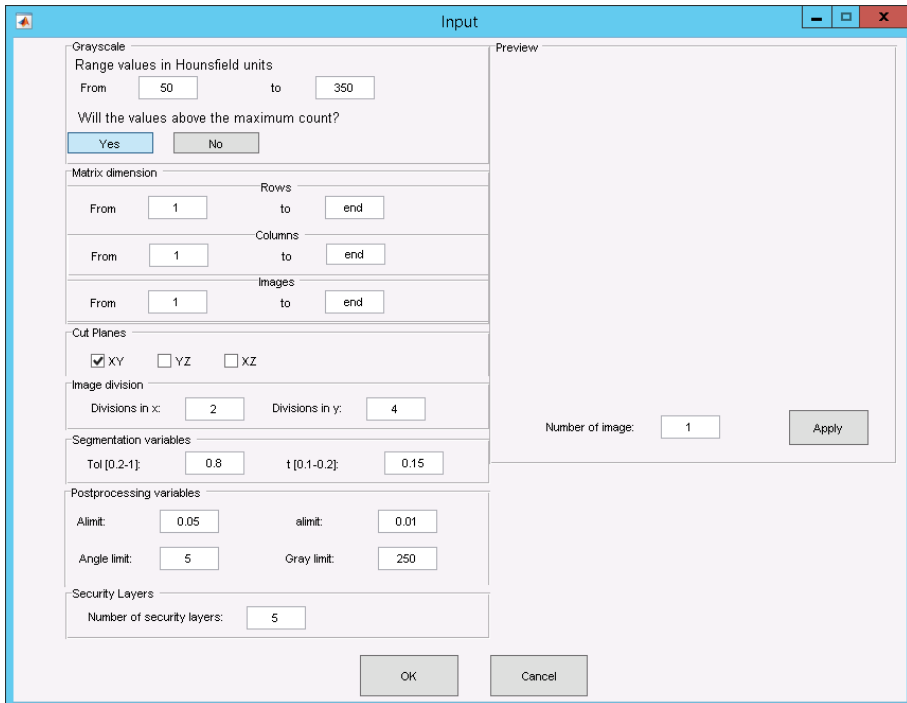 Input
Grayscale
Range values in Hounsfield units
From 50 to 350
Will the values above the maximum count?
Yes No
Matrix dimension
Rows
From 1 to end
Columns
From 1 to end
Images
From 1 to end
Cut Planes
XY YZ XZ
Image division
Divisions in x: 2 Divisions in y: 4
Segmentation variables
Tol [0.2-1]: 0.8 t [0.1-0.2]: 0.15
Postprocessing variables
Alimit: 0.05 alimit: 0.01
Angle limit: 5 Gray limit: 250
Security Layers
Number of security layers: 5
Preview
Number of image: 1 Apply
OK Cancel